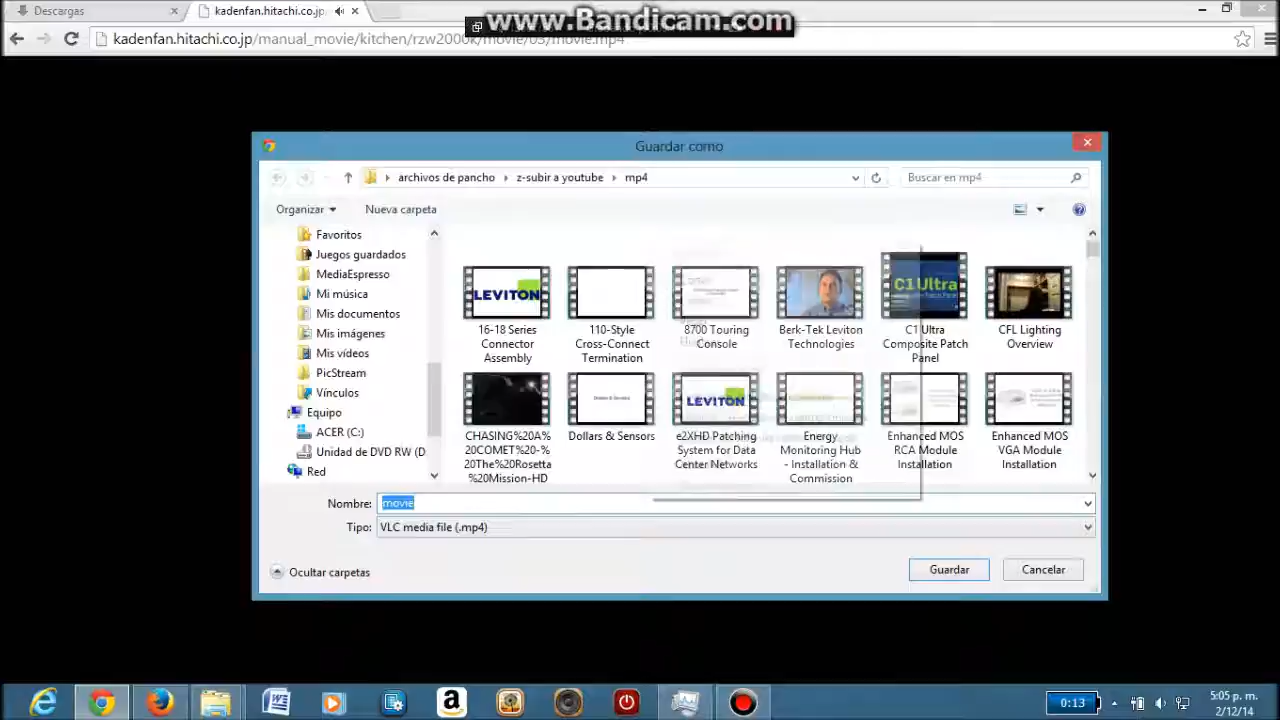 Descargas
kadenfan.hitachi.co.jp
www.Bandicam.com
kadenfan.hitachi.co.jp/manual_movie/kitchen/rzw2000k/movie/03/movie.mp4
Guardar como
archivos de pancho
z-subir a youtube
mp4
Buscar en mp4
Organizar
Nueva carpeta
Favoritos
Juegos guardados
MediaEspresso
Mi música
Mis documentos
Mis imágenes
Mis vídeos
PicStream
Vínculos
Equipo
ACER (C:)
Unidad de DVD RW (D
Red
LEVITON
C1 Ultra
16-18 Series
Connector
Assembly
110-Style
Cross-Connect
Termination
8700 Touring
Console
Berk-Tek Leviton
Technologies
C1 Ultra
Composite Patch
Panel
CFL Lighting
Overview
Dollars & Sensors
LEVITON
CHASING%20A%
20COMET%20-%
20The%20Rosetta
%20Mission-HD
Dollars & Sensors
e2XHD Patching
System for Data
Center Networks
Energy
Monitoring Hub
- Installation &
Commission
Enhanced MOS
RCA Module
Installation
Enhanced MOS
VGA Module
Installation
Nombre:
movie
Tipo:
VLC media file (.mp4)
Ocultar carpetas
Guardar
Cancelar
0:13
5:05 p. m.
2/12/14